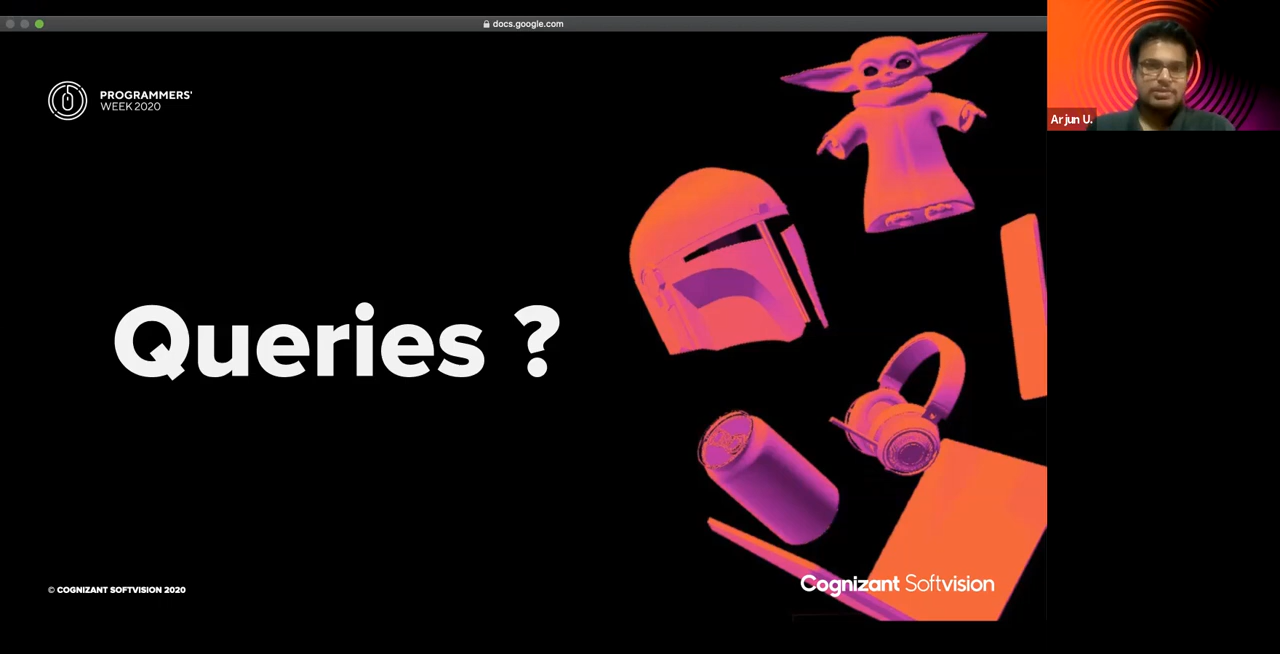 docs.google.com
PROGRAMMERS'
WEEK 2020
Queries ?
© COGNIZANT SOFTVISION 2020
Cognizant Softvision
Arjun U.